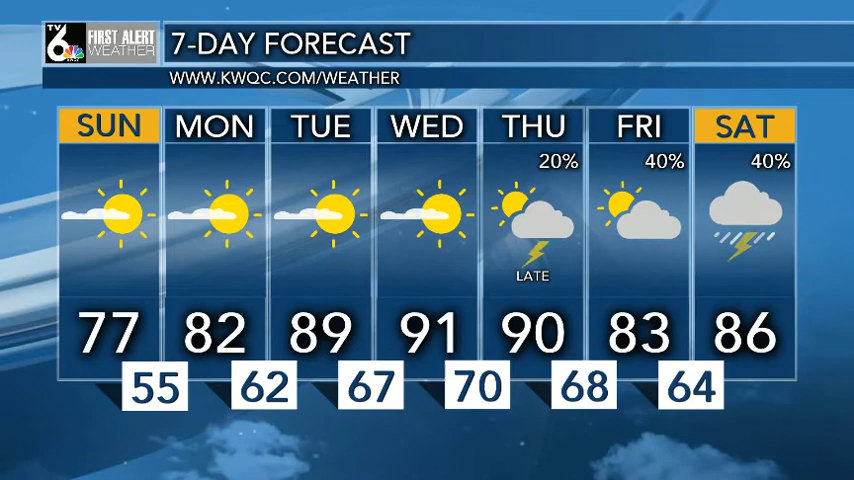 TV
6
FIRST ALERT
WEATHER
7-DAY FORECAST
WWW.KWQC.COM/WEATHER
SUN MON TUE WED THU FRI SAT
20% 40% 40%
LATE
77 82 89 91 90 83 86
55 62 67 70 68 64